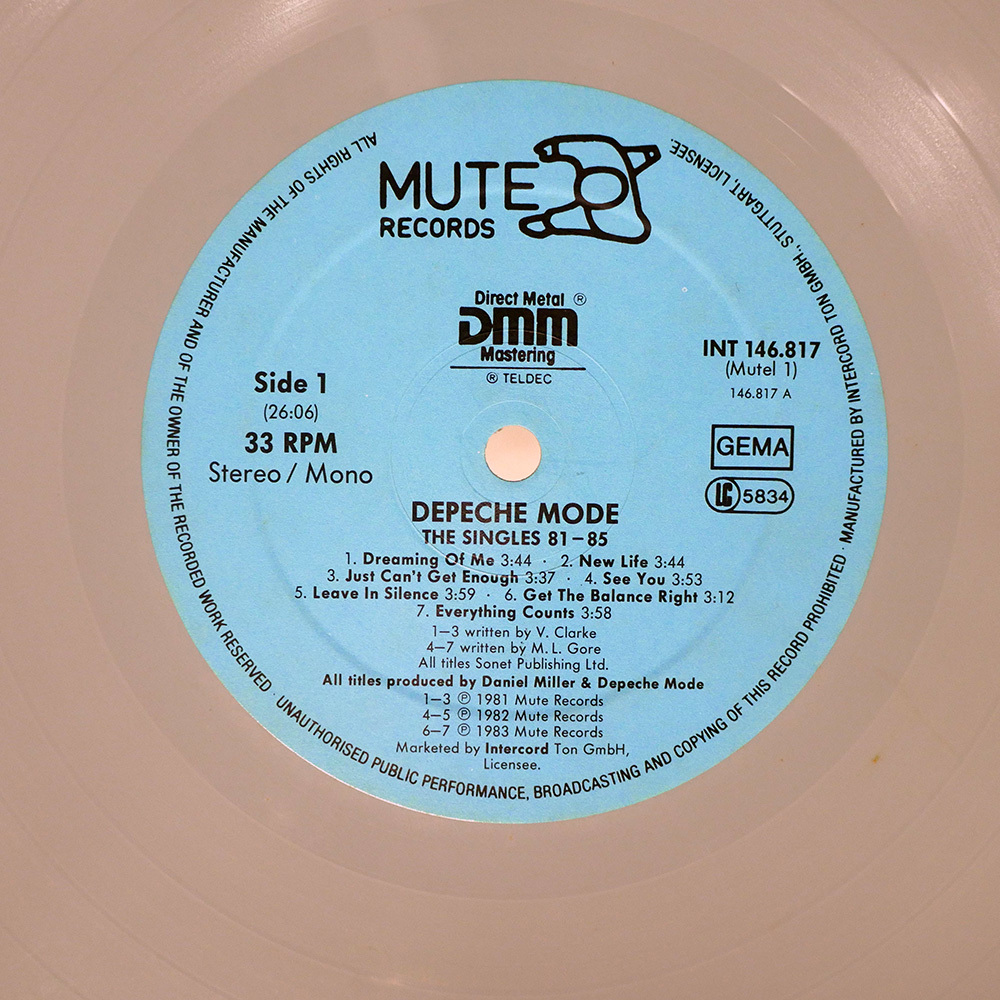 MUTE
RECORDS
Direct Metal ®
DMM
Mastering
® TELDEC
INT 146.817
(Mutel 1)
146.817 A
Side 1
(26:06)
33 RPM
Stereo / Mono
GEMA
LC 5834
DEPECHE MODE
THE SINGLES 81–85
1. Dreaming Of Me 3:44 · 2. New Life 3:44
3. Just Can't Get Enough 3:37 · 4. See You 3:53
5. Leave In Silence 3:59 · 6. Get The Balance Right 3:12
7. Everything Counts 3:58
1–3 written by V. Clarke
4–7 written by M. L. Gore
All titles Sonet Publishing Ltd.
All titles produced by Daniel Miller & Depeche Mode
1–3 ℗ 1981 Mute Records
4–5 ℗ 1982 Mute Records
6–7 ℗ 1983 Mute Records
Marketed by Intercord Ton GmbH,
Licensee.
ALL RIGHTS OF THE MANUFACTURER AND OF THE OWNER OF THE RECORDED WORK RESERVED · UNAUTHORISED PUBLIC PERFORMANCE, BROADCASTING AND COPYING OF THIS RECORD PROHIBITED · MANUFACTURED BY INTERCORD TON GMBH., STUTTGART, LICENSEE.